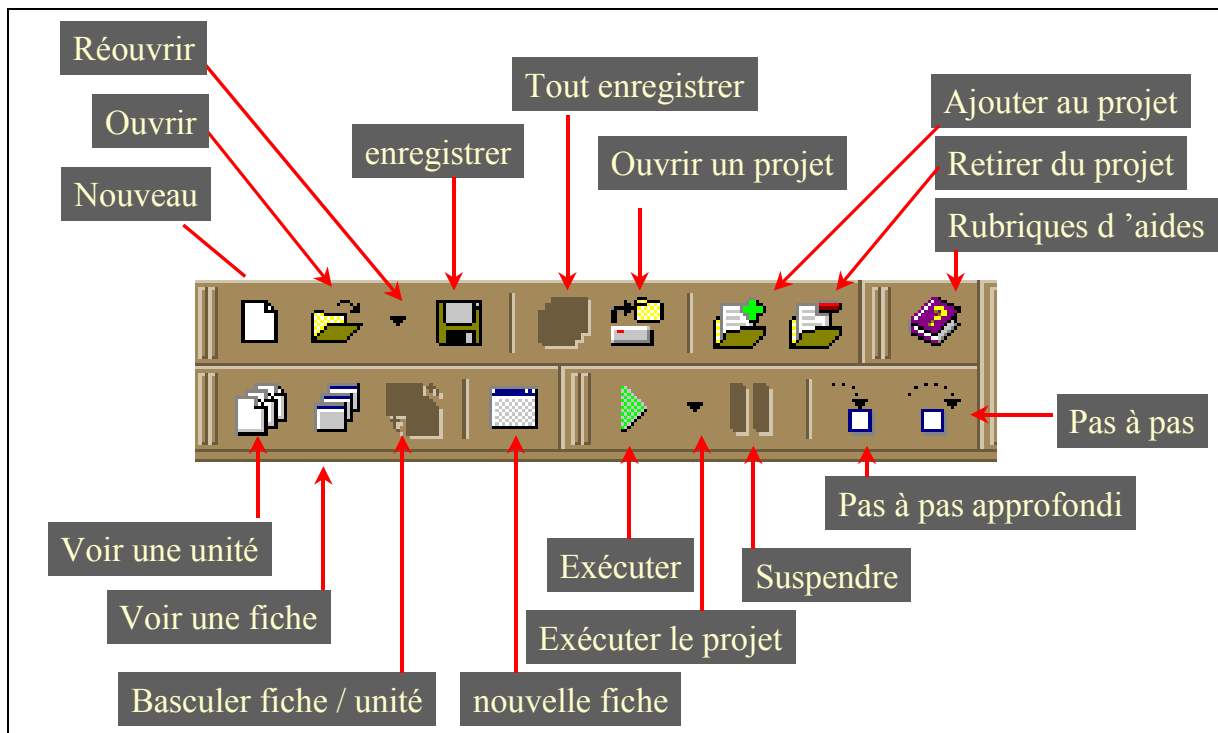 Réouvrir
Tout enregistrer
Ajouter au projet
Ouvrir
enregistrer
Ouvrir un projet
Retirer du projet
Nouveau
Rubriques d ’aides
Pas à pas
Pas à pas approfondi
Voir une unité
Exécuter
Suspendre
Voir une fiche
Exécuter le projet
Basculer fiche / unité
nouvelle fiche